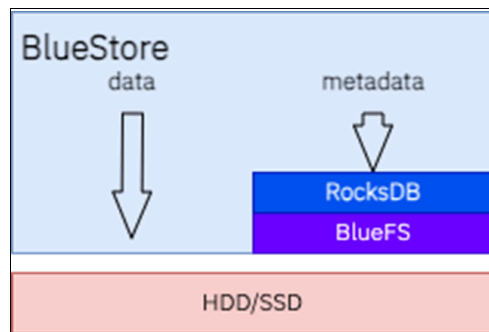 BlueStore
data
metadata
RocksDB
BlueFS
HDD/SSD